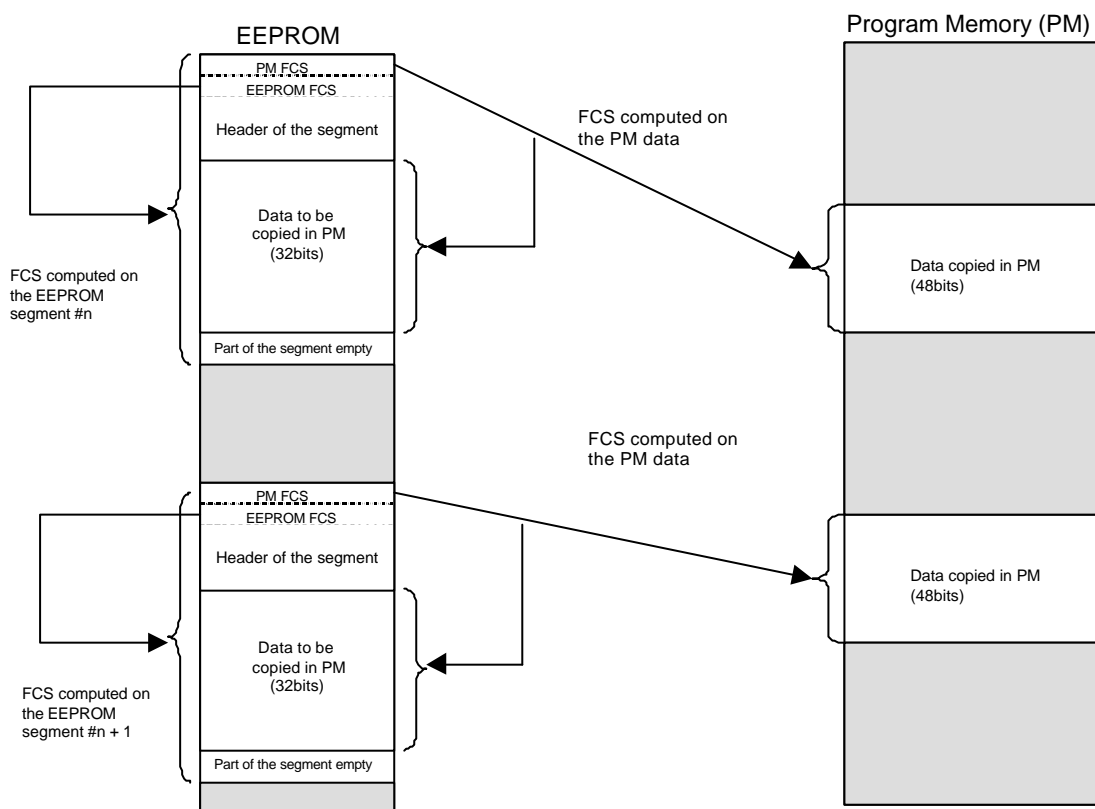 EEPROM
Program Memory (PM)
PM FCS
EEPROM FCS
Header of the segment
FCS computed on
the PM data
Data to be
copied in PM
(32bits)
Data copied in PM
(48bits)
FCS computed on
the EEPROM
segment #n
Part of the segment empty
FCS computed on
the PM data
PM FCS
EEPROM FCS
Header of the segment
Data copied in PM
(48bits)
Data to be
copied in PM
(32bits)
FCS computed on
the EEPROM
segment #n + 1
Part of the segment empty